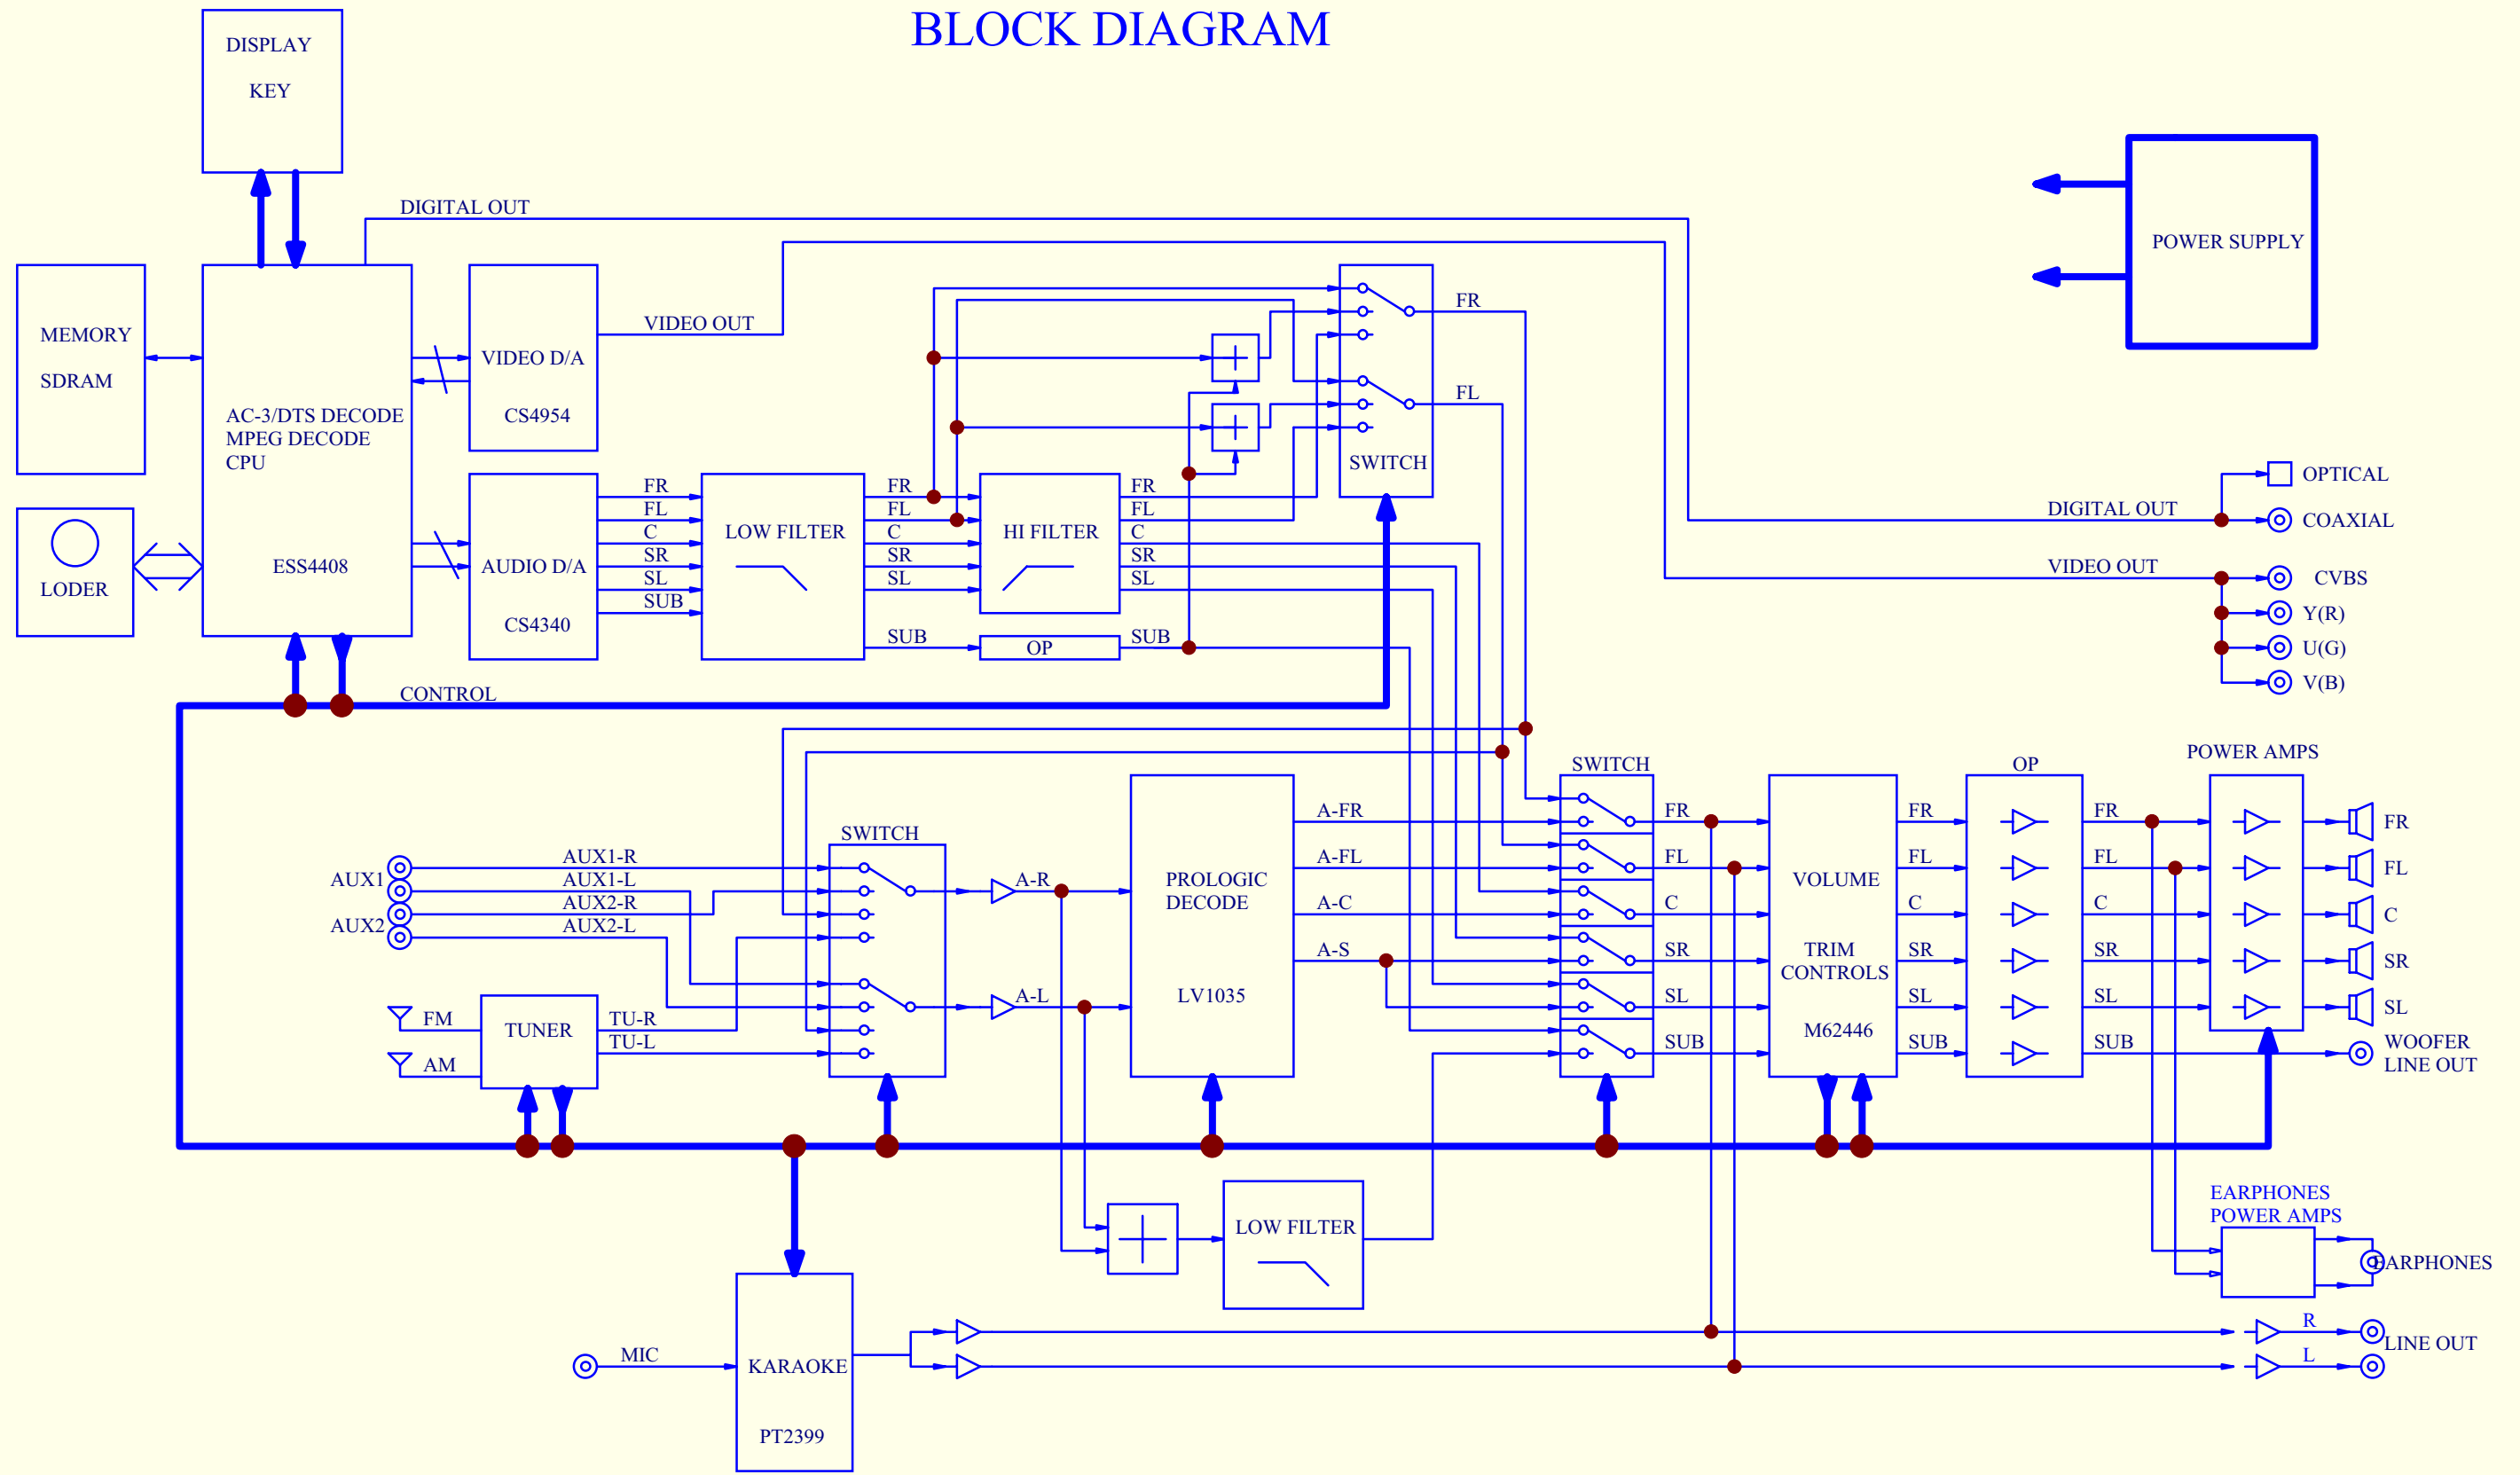 BLOCK DIAGRAM
DISPLAY
KEY
DIGITAL OUT
POWER SUPPLY
MEMORY
SDRAM
AC-3/DTS DECODE
MPEG DECODE
CPU
ESS4408
VIDEO D/A
CS4954
VIDEO OUT
FR
FL
SWITCH
LODER
AUDIO D/A
CS4340
FR
FL
C
SR
SL
SUB
LOW FILTER
FR
FL
C
SR
SL
SUB
HI FILTER
OP
FR
FL
C
SR
SL
SUB
DIGITAL OUT
OPTICAL
COAXIAL
VIDEO OUT
CVBS
Y(R)
U(G)
V(B)
CONTROL
AUX1
AUX2
AUX1-R
AUX1-L
AUX2-R
AUX2-L
SWITCH
FM
AM
TUNER
TU-R
TU-L
A-R
A-L
PROLOGIC
DECODE
LV1035
A-FR
A-FL
A-C
A-S
SWITCH
FR
FL
C
SR
SL
SUB
VOLUME
TRIM
CONTROLS
M62446
FR
FL
C
SR
SL
SUB
OP
FR
FL
C
SR
SL
SUB
POWER AMPS
FR
FL
C
SR
SL
WOOFER
LINE OUT
LOW FILTER
EARPHONES
POWER AMPS
EARPHONES
MIC
KARAOKE
PT2399
R
L
LINE OUT